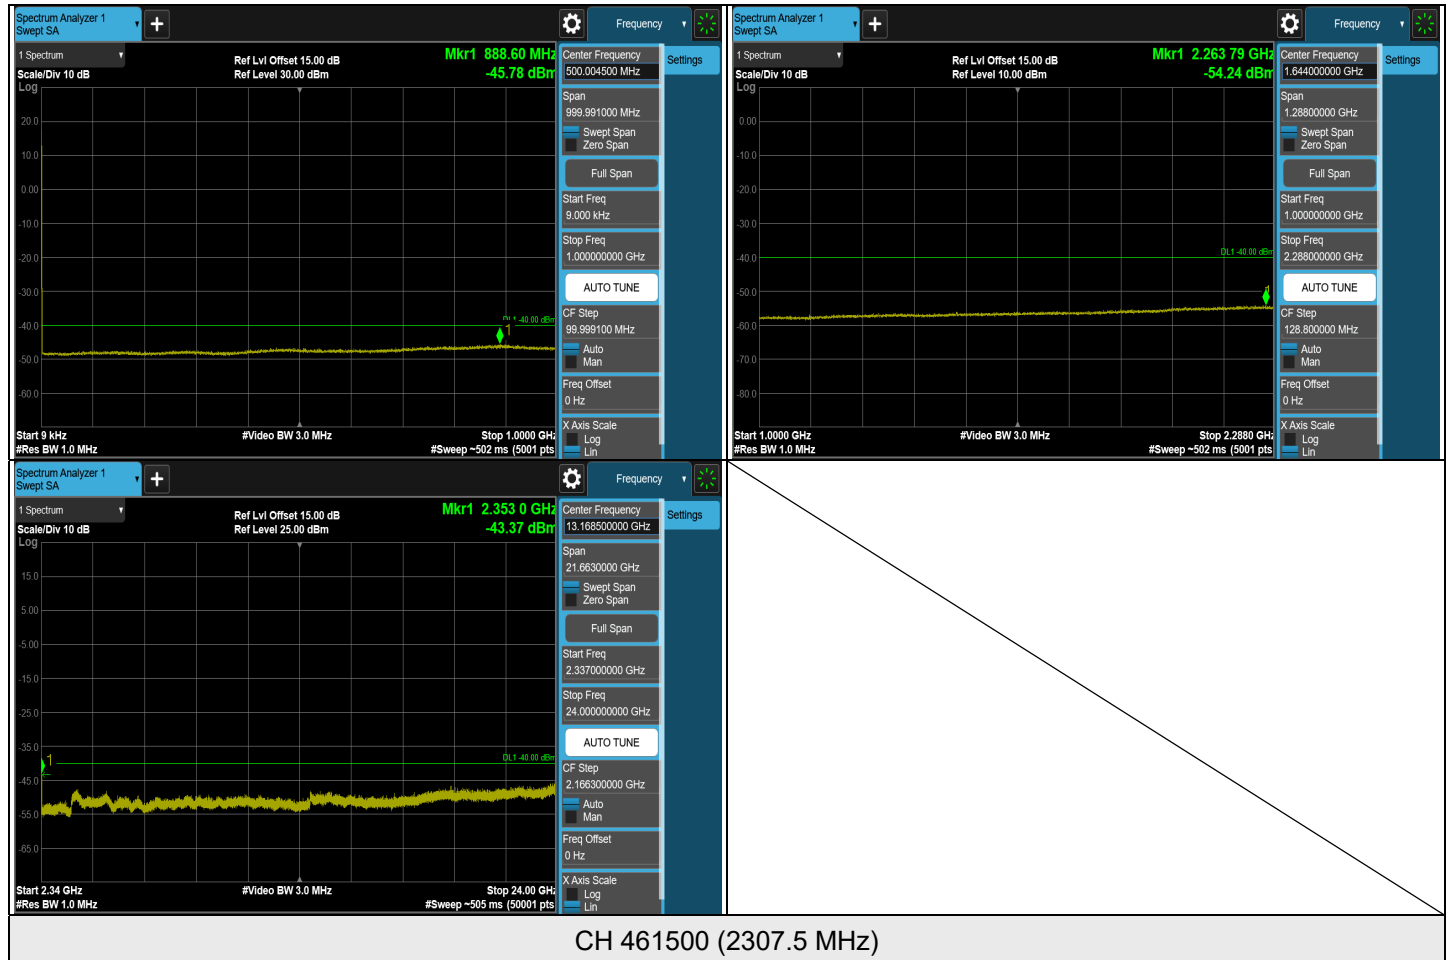 Spectrum Analyzer 1
Swept SA
+
Frequency
1 Spectrum
Scale/Div 10 dB
Log
Ref Lvl Offset 15.00 dB
Ref Level 30.00 dBm
Mkr1 888.60 MHz
-45.78 dBm
20.0
10.0
0.00
-10.0
-20.0
-30.0
-40.0
-50.0
-60.0
DL1 -40.00 dBm
1
Start 9 kHz
#Res BW 1.0 MHz
#Video BW 3.0 MHz
Stop 1.0000 GHz
#Sweep ~502 ms (5001 pts
Center Frequency
500.004500 MHz
Span
999.991000 MHz
Swept Span
Zero Span
Full Span
Start Freq
9.000 kHz
Stop Freq
1.000000000 GHz
AUTO TUNE
CF Step
99.999100 MHz
Auto
Man
Freq Offset
0 Hz
X Axis Scale
Log
Lin
Settings
Spectrum Analyzer 1
Swept SA
+
Frequency
1 Spectrum
Scale/Div 10 dB
Log
Ref Lvl Offset 15.00 dB
Ref Level 10.00 dBm
Mkr1 2.263 79 GHz
-54.24 dBm
0.00
-10.0
-20.0
-30.0
-40.0
-50.0
-60.0
-70.0
-80.0
DL1 -40.00 dBm
1
Start 1.0000 GHz
#Res BW 1.0 MHz
#Video BW 3.0 MHz
Stop 2.2880 GHz
#Sweep ~502 ms (5001 pts
Center Frequency
1.644000000 GHz
Span
1.28800000 GHz
Swept Span
Zero Span
Full Span
Start Freq
1.000000000 GHz
Stop Freq
2.288000000 GHz
AUTO TUNE
CF Step
128.800000 MHz
Auto
Man
Freq Offset
0 Hz
X Axis Scale
Log
Lin
Settings
Spectrum Analyzer 1
Swept SA
+
Frequency
1 Spectrum
Scale/Div 10 dB
Log
Ref Lvl Offset 15.00 dB
Ref Level 25.00 dBm
Mkr1 2.353 0 GHz
-43.37 dBm
15.0
5.00
-5.00
-15.0
-25.0
-35.0
-45.0
-55.0
-65.0
DL1 -40.00 dBm
1
Start 2.34 GHz
#Res BW 1.0 MHz
#Video BW 3.0 MHz
Stop 24.00 GHz
#Sweep ~505 ms (50001 pts
Center Frequency
13.168500000 GHz
Span
21.6630000 GHz
Swept Span
Zero Span
Full Span
Start Freq
2.337000000 GHz
Stop Freq
24.000000000 GHz
AUTO TUNE
CF Step
2.166300000 GHz
Auto
Man
Freq Offset
0 Hz
X Axis Scale
Log
Lin
Settings
CH 461500 (2307.5 MHz)